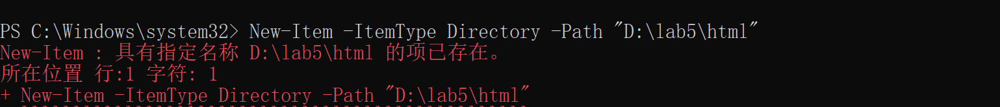 PS C:\Windows\system32> New-Item -ItemType Directory -Path "D:\lab5\html"
New-Item : 具有指定名称 D:\lab5\html 的项已存在。
所在位置 行:1 字符: 1
+ New-Item -ItemType Directory -Path "D:\lab5\html"